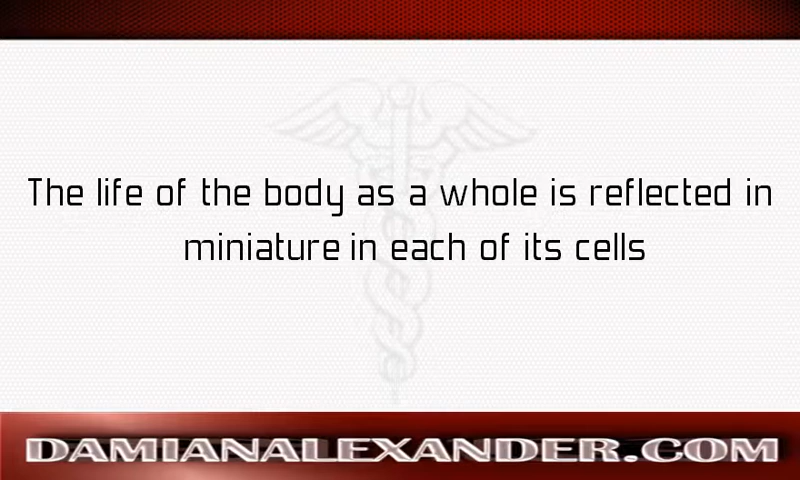 The life of the body as a whole is reflected in
miniature in each of its cells
DAMIANALEXANDER.COM